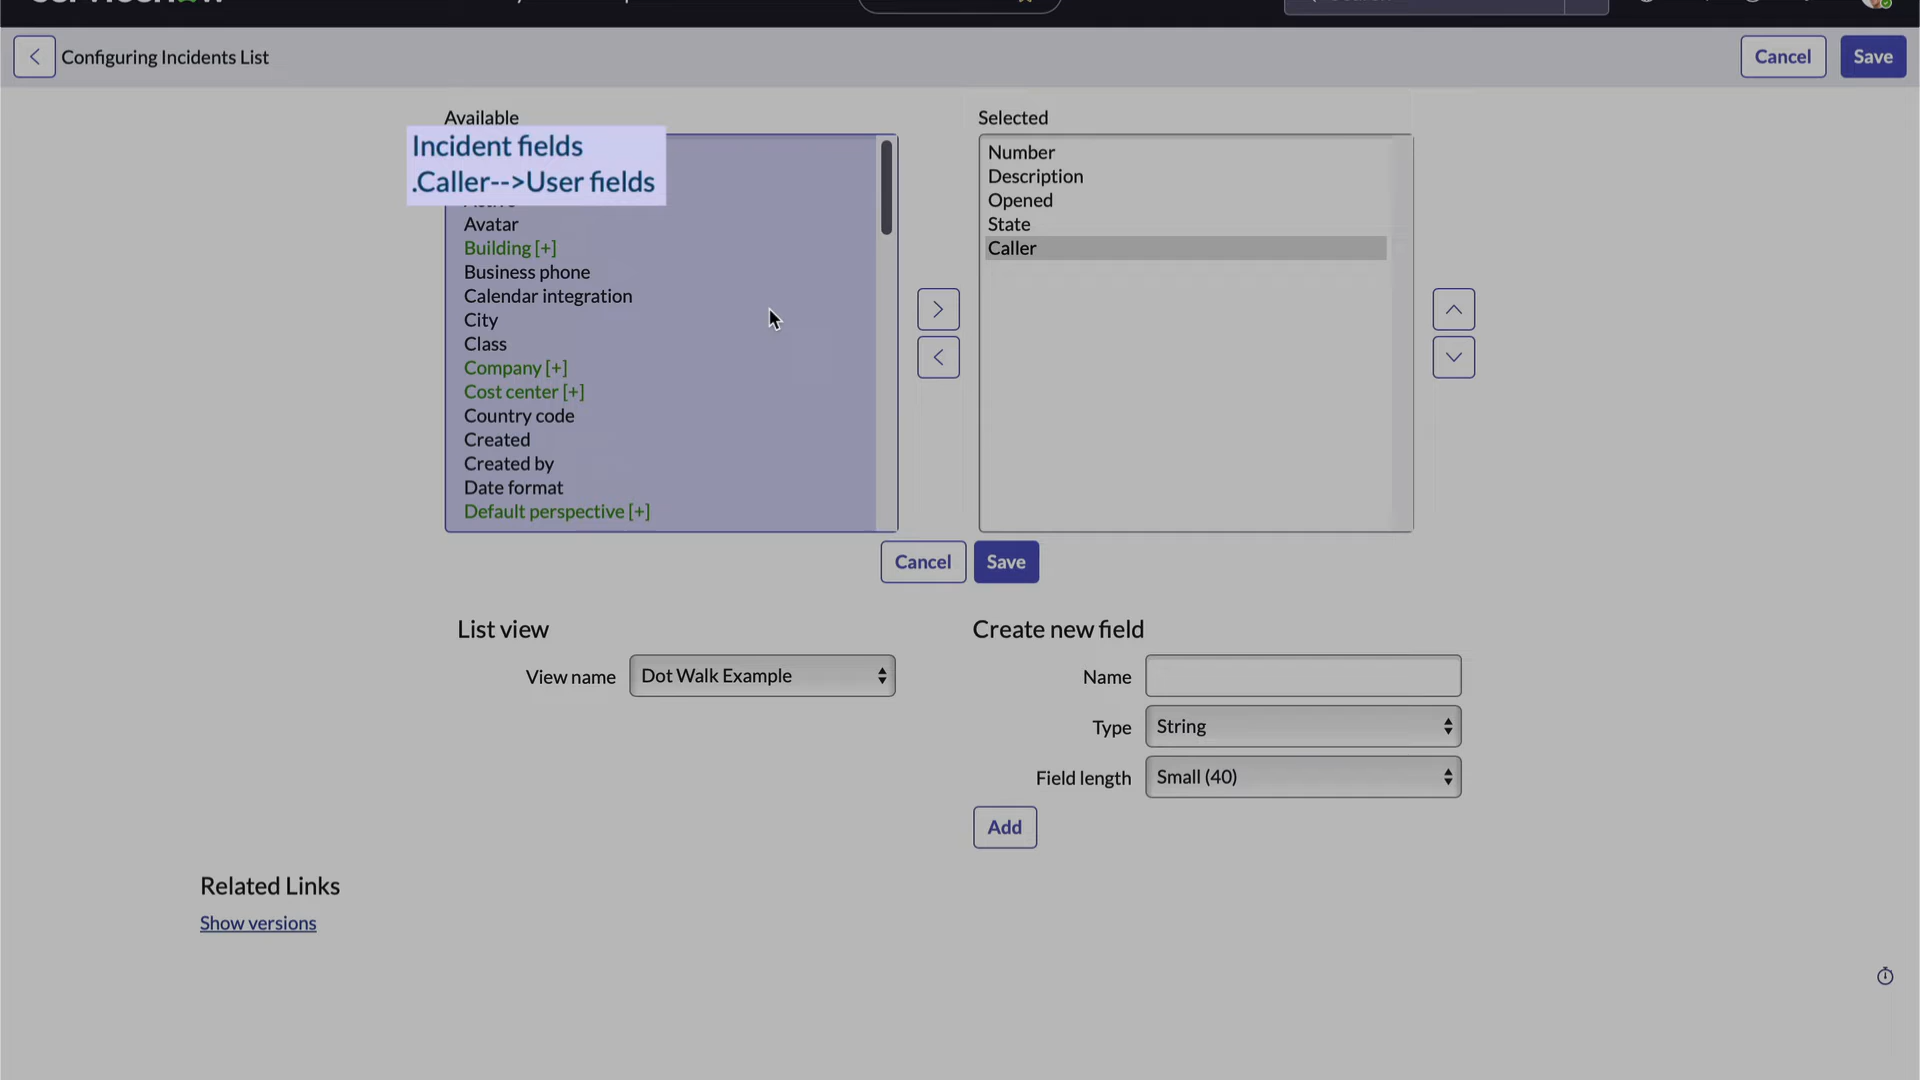 Configuring Incidents List
Cancel
Save
Available
Incident fields
.Caller-->User fields
Avatar
Building [+]
Business phone
Calendar integration
City
Class
Company [+]
Cost center [+]
Country code
Created
Created by
Date format
Default perspective [+]
Selected
Number
Description
Opened
State
Caller
Cancel
Save
List view
View name
Dot Walk Example
Create new field
Name
Type
String
Field length
Small (40)
Add
Related Links
Show versions